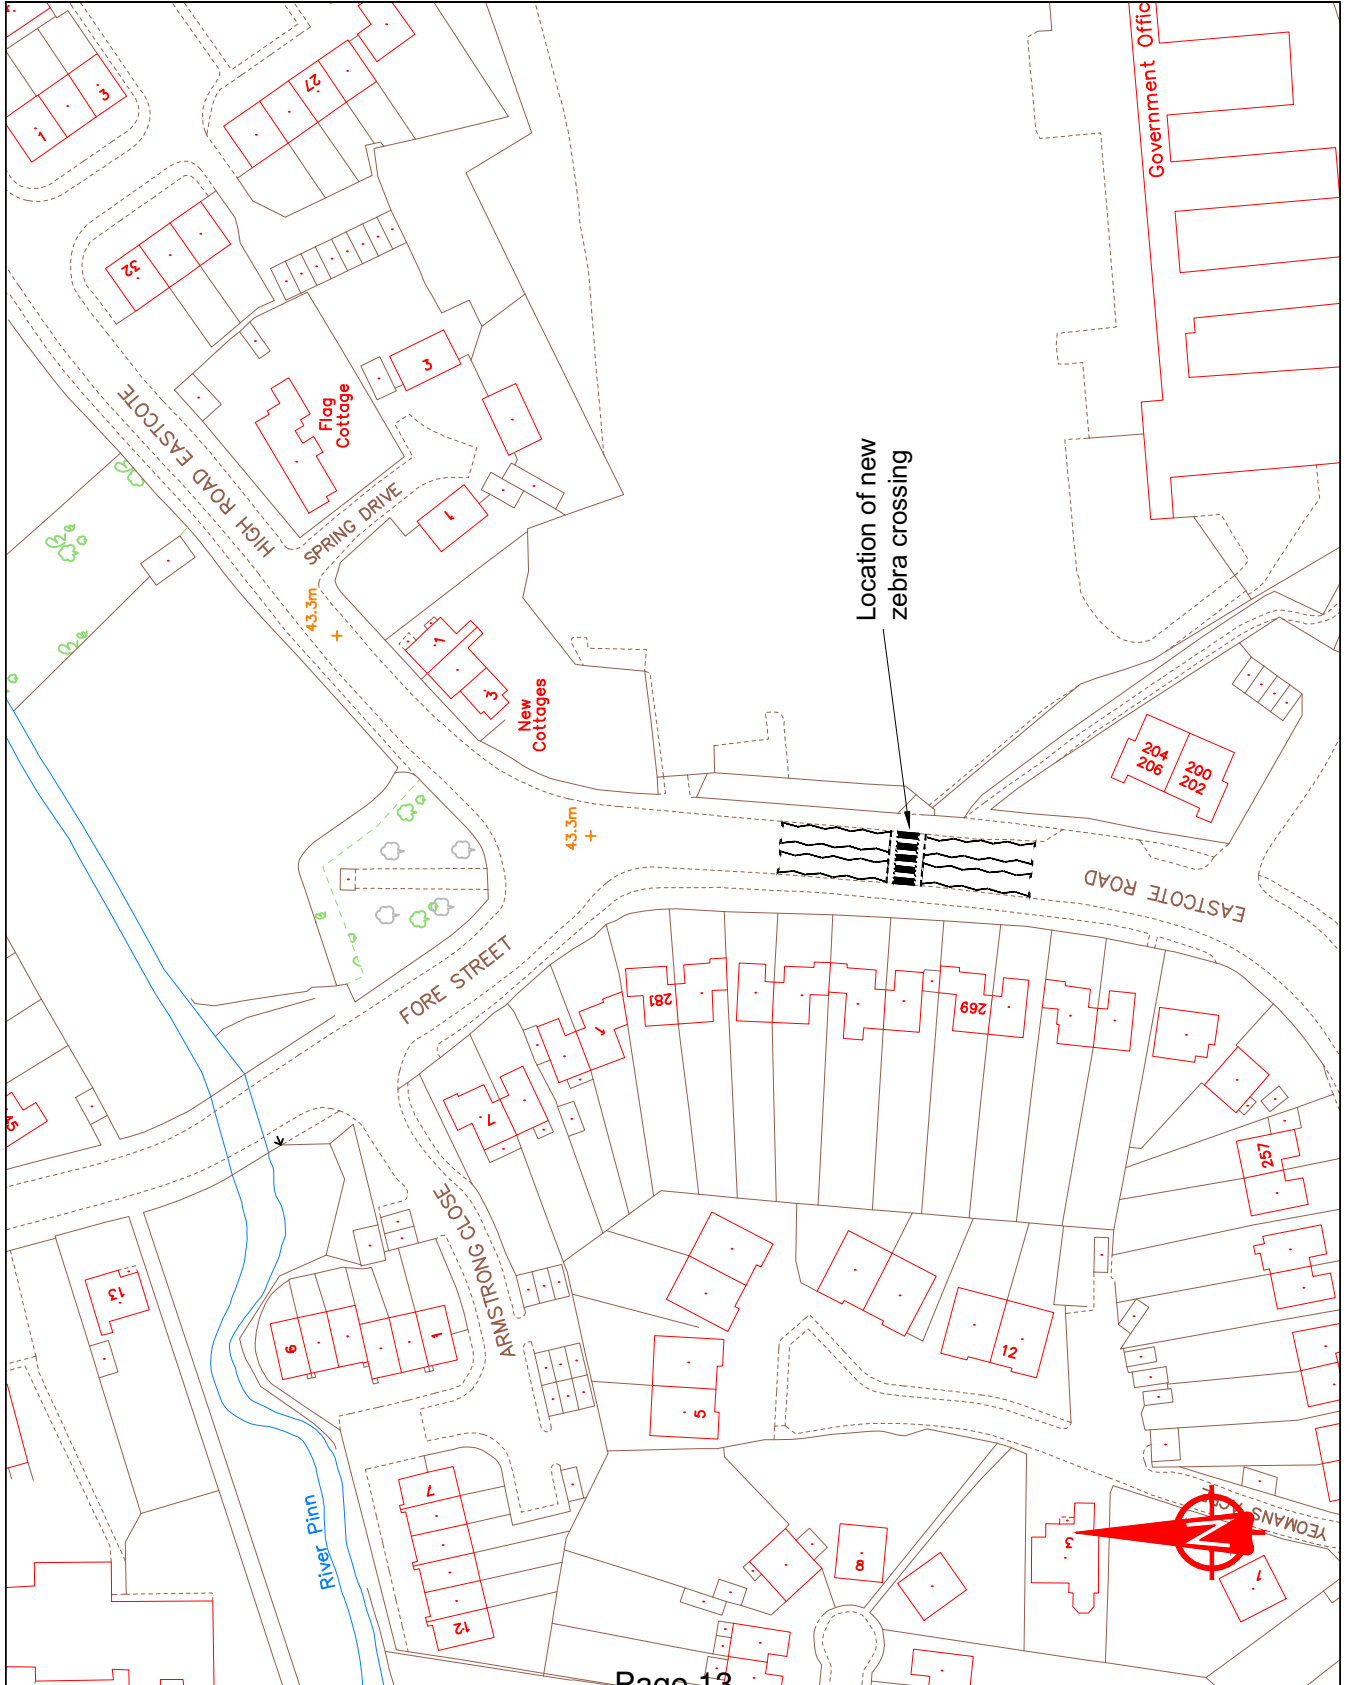 1
3
27
32
Government Offic
HIGH ROAD EASTCOTE
Flag
Cottage
3
SPRING DRIVE
1
43.3m
1
3
New
Cottages
Location of new
zebra crossing
204
206
200
202
43.3m
EASTCOTE ROAD
FORE STREET
281
269
1
7
257
ARMSTRONG CLOSE
13
6
1
12
5
7
12
River Pinn
8
3
N
YEOMANS
1
Page 13